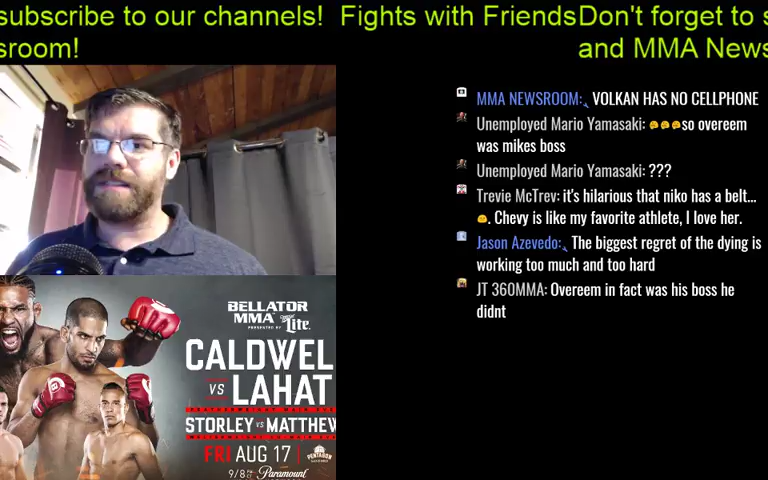 subscribe to our channels!  Fights with FriendsDon't forget to s
sroom!  and MMA News
MMA NEWSROOM: VOLKAN HAS NO CELLPHONE
Unemployed Mario Yamasaki: so overeem
was mikes boss
Unemployed Mario Yamasaki: ???
Trevie McTrev: it's hilarious that niko has a belt...
. Chevy is like my favorite athlete, I love her.
Jason Azevedo: The biggest regret of the dying is
working too much and too hard
JT 360MMA: Overeem in fact was his boss he
didnt
BELLATOR
MMA
PRESENTED BY Lite
CALDWEL
VS LAHAT
STORLEY VS MATTHEW
FRI AUG 17
PENTAGON
9/8 Paramount